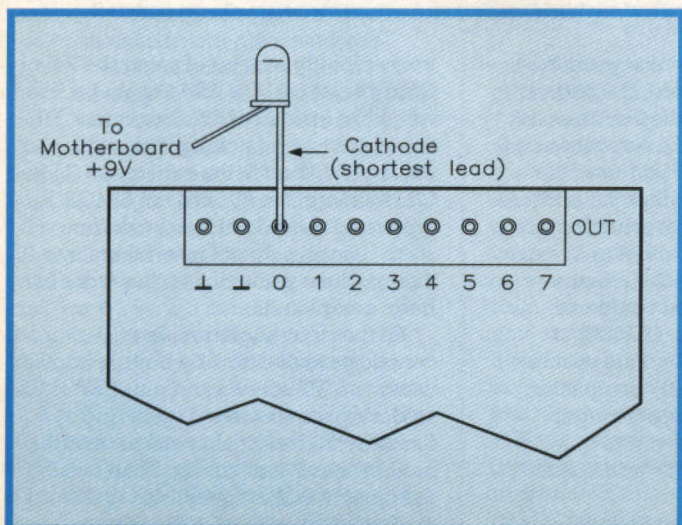 To
Motherboard
+9V
Cathode
(shortest lead)
OUT
⊥ ⊥ 0 1 2 3 4 5 6 7